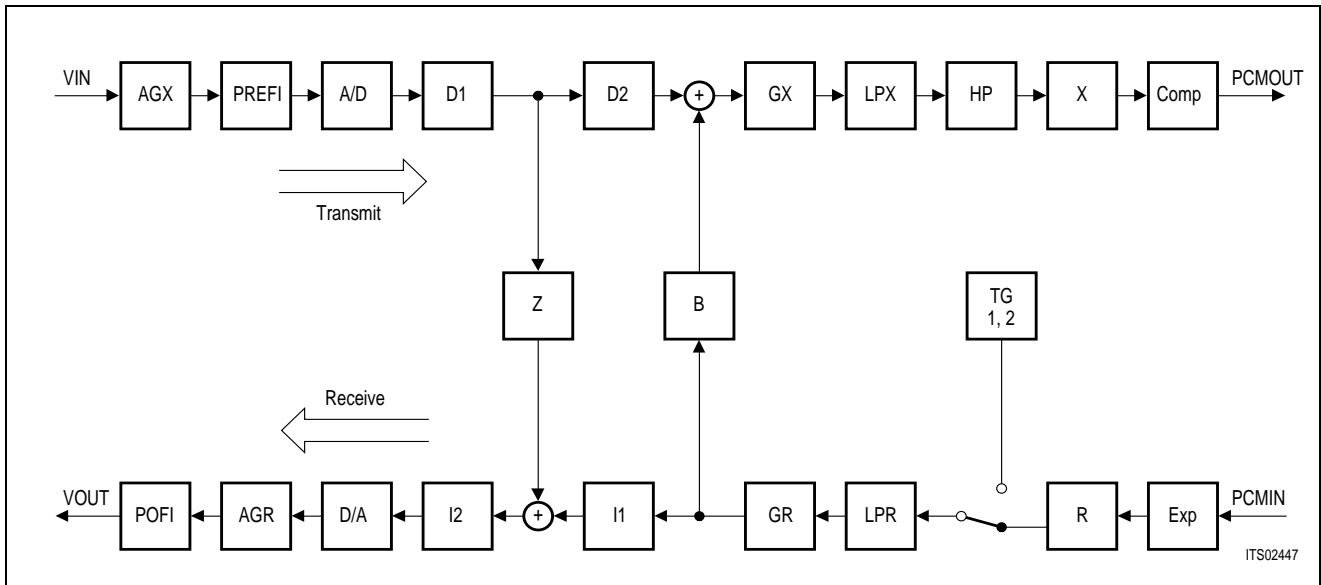 VIN
AGX
PREFI
A/D
D1
D2
+
GX
LPX
HP
X
Comp
PCMOUT
Transmit
Z
B
TG
1, 2
Receive
VOUT
POFI
AGR
D/A
I2
+
I1
GR
LPR
R
Exp
PCMIN
ITS02447